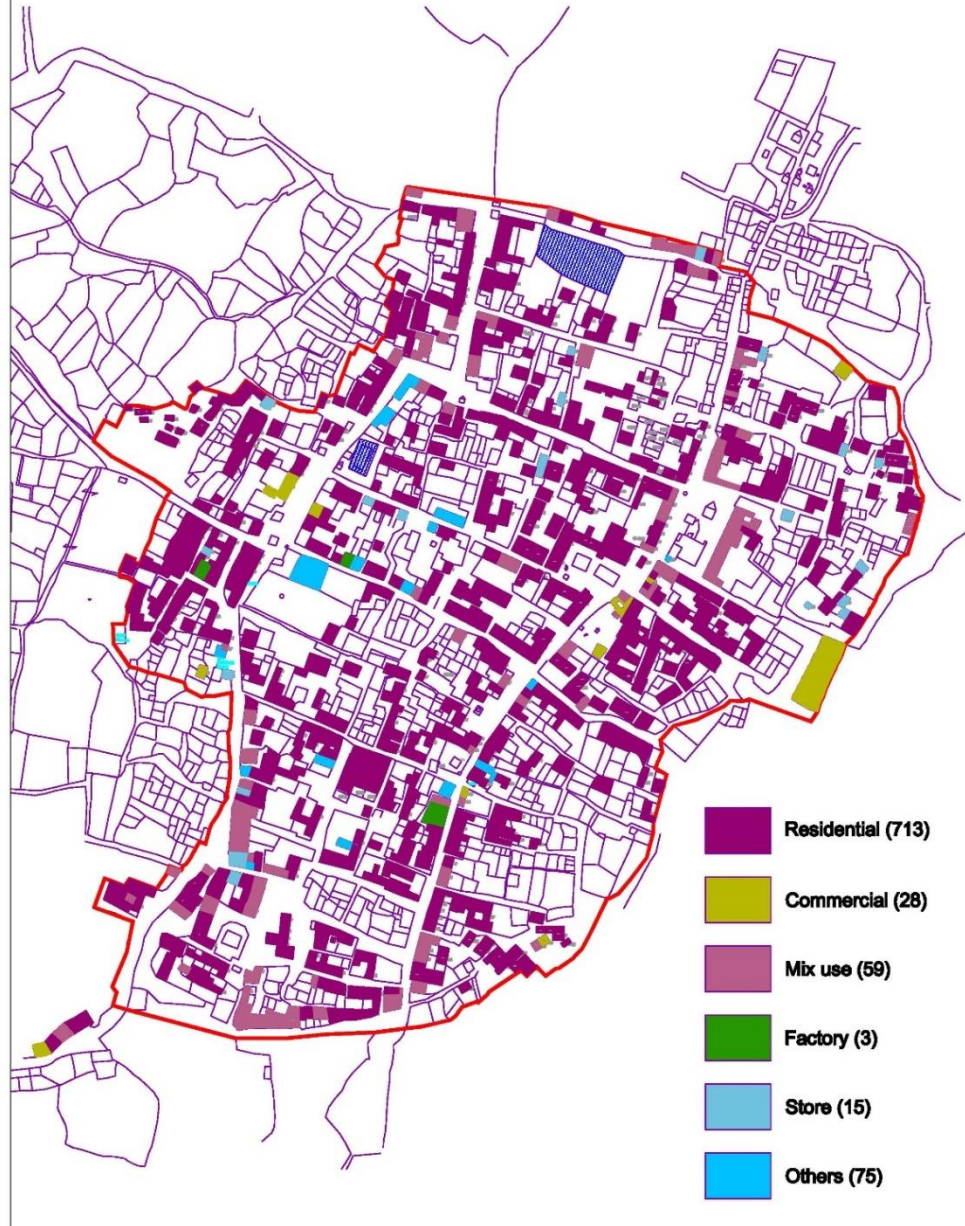 Residential (713)
Commercial (28)
Mix use (59)
Factory (3)
Store (15)
Others (75)